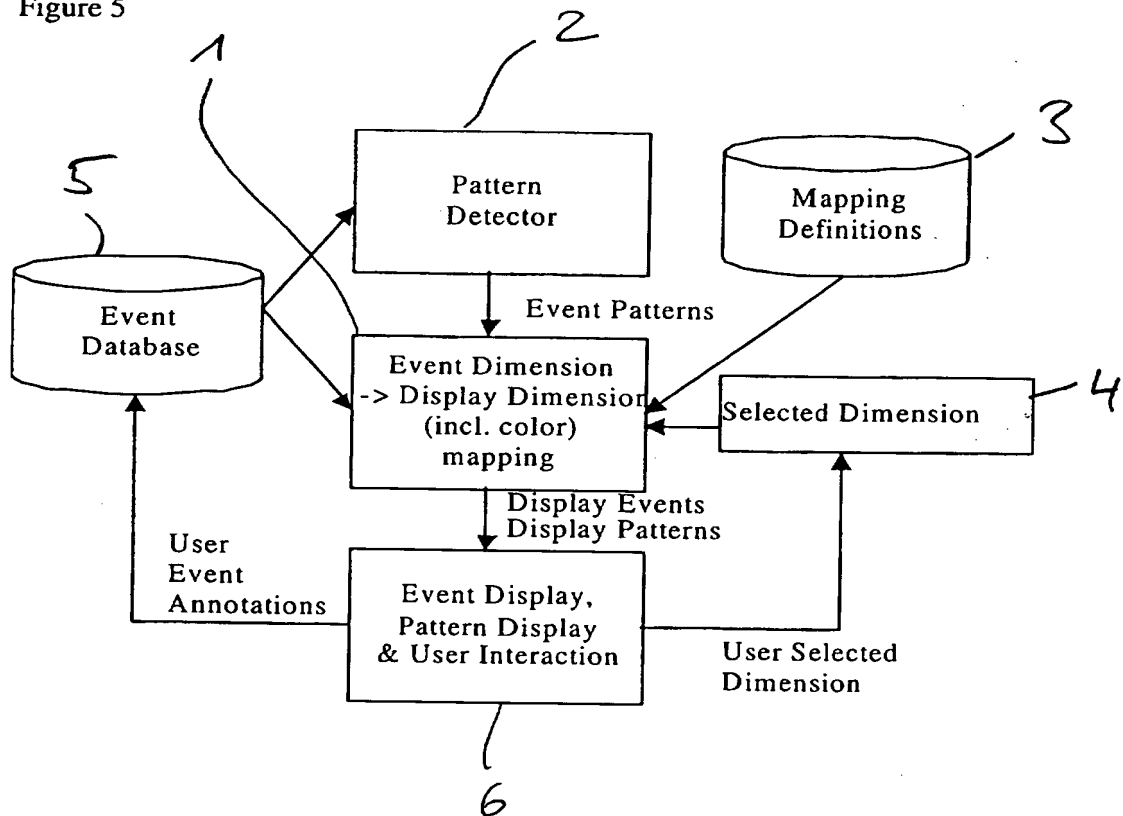 Figure 5
1
2
3
5
Pattern
Detector
Mapping
Definitions
Event
Database
Event Patterns
Event Dimension
-> Display Dimension
(incl. color)
mapping
Selected Dimension
4
Display Events
Display Patterns
User
Event
Annotations
Event Display,
Pattern Display
& User Interaction
User Selected
Dimension
6